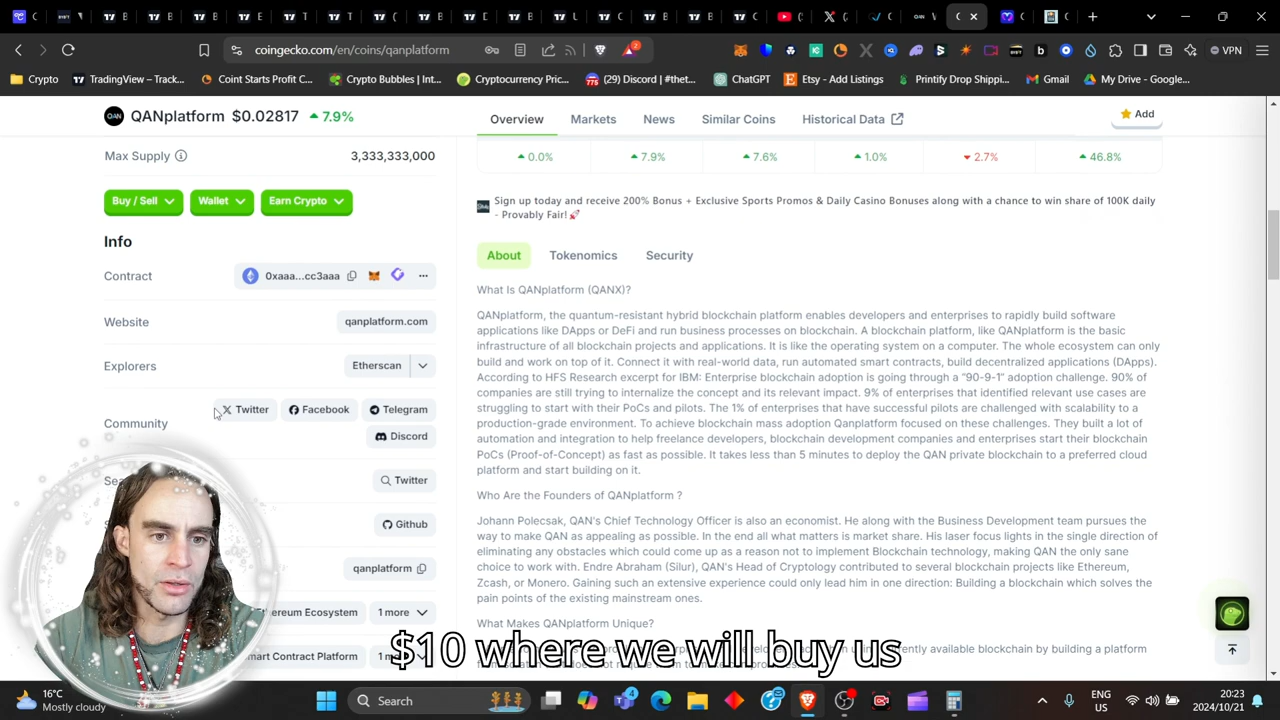 coingecko.com/en/coins/qanplatform
2
VPN
Crypto
TradingView – Track...
Coint Starts Profit C...
Crypto Bubbles | Int...
Cryptocurrency Pric...
(29) Discord | #thet...
ChatGPT
Etsy - Add Listings
Printify Drop Shippi...
Gmail
My Drive - Google...
QANplatform $0.02817 7.9%
Overview
Markets
News
Similar Coins
Historical Data
Add
Max Supply 3,333,333,000
0.0% 7.9% 7.6% 1.0% 2.7% 46.8%
Buy / Sell
Wallet
Earn Crypto
Sign up today and receive 200% Bonus + Exclusive Sports Promos & Daily Casino Bonuses along with a chance to win share of 100K daily
- Provably Fair!🚀
Info
Contract 0xaaa...cc3aaa
Website qanplatform.com
Explorers Etherscan
Community
Twitter
Facebook
Telegram
Discord
Twitter
Github
qanplatform
Ethereum Ecosystem 1 more
Smart Contract Platform
About
Tokenomics
Security
What Is QANplatform (QANX)?
QANplatform, the quantum-resistant hybrid blockchain platform enables developers and enterprises to rapidly build software
applications like DApps or DeFi and run business processes on blockchain. A blockchain platform, like QANplatform is the basic
infrastructure of all blockchain projects and applications. It is like the operating system on a computer. The whole ecosystem can only
build and work on top of it. Connect it with real-world data, run automated smart contracts, build decentralized applications (DApps).
According to HFS Research excerpt for IBM: Enterprise blockchain adoption is going through a "90-9-1" adoption challenge. 90% of
companies are still trying to internalize the concept and its relevant impact. 9% of enterprises that identified relevant use cases are
struggling to start with their PoCs and pilots. The 1% of enterprises that have successful pilots are challenged with scalability to a
production-grade environment. To achieve blockchain mass adoption Qanplatform focused on these challenges. They built a lot of
automation and integration to help freelance developers, blockchain development companies and enterprises start their blockchain
PoCs (Proof-of-Concept) as fast as possible. It takes less than 5 minutes to deploy the QAN private blockchain to a preferred cloud
platform and start building on it.
Who Are the Founders of QANplatform ?
Johann Polecsak, QAN's Chief Technology Officer is also an economist. He along with the Business Development team pursues the
way to make QAN as appealing as possible. In the end all what matters is market share. His laser focus lights in the single direction of
eliminating any obstacles which could come up as a reason not to implement Blockchain technology, making QAN the only sane
choice to work with. Endre Abraham (Silur), QAN's Head of Cryptology contributed to several blockchain projects like Ethereum,
Zcash, or Monero. Gaining such an extensive experience could only lead him in one direction: Building a blockchain which solves the
pain points of the existing mainstream ones.
What Makes QANplatform Unique?
$10 where we will buy us
16°C
Mostly cloudy
Search
ENG
US
20:23
2024/10/21